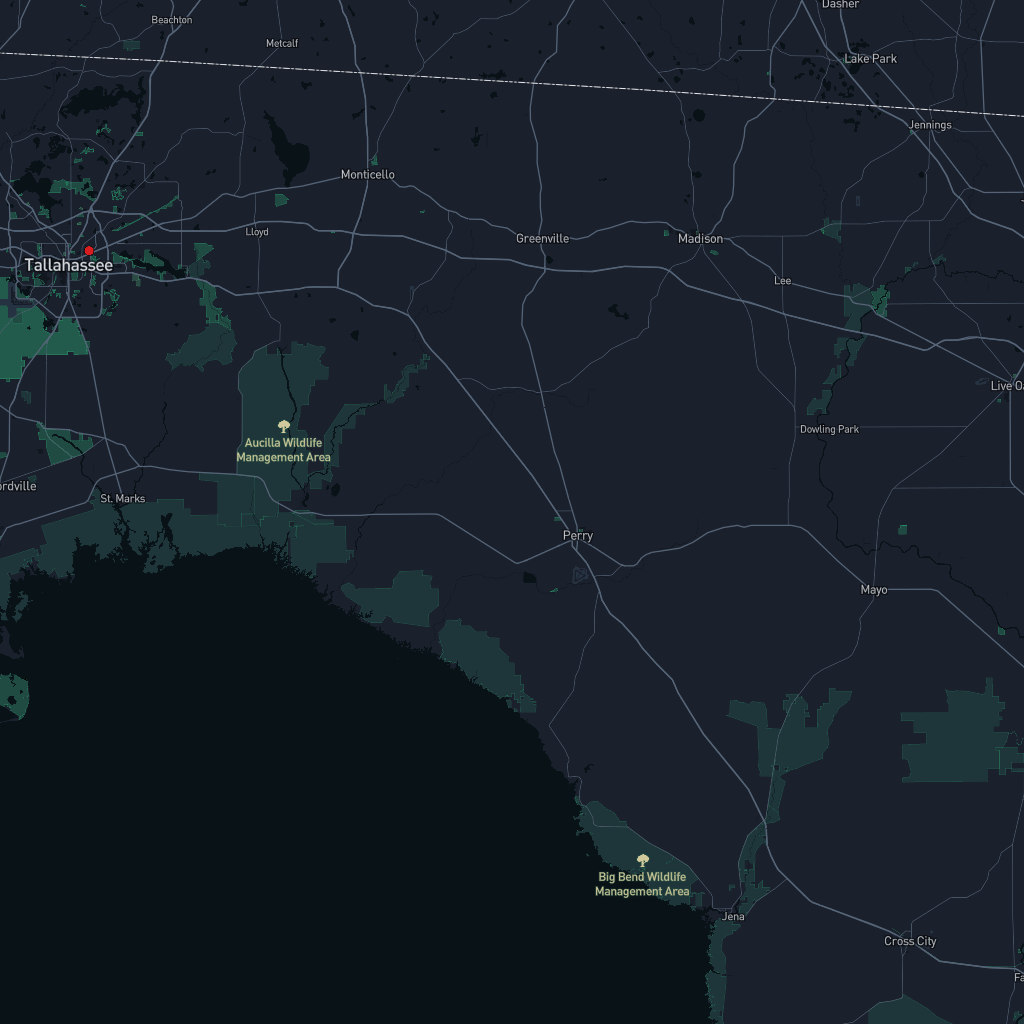 Dasher
Beachton
Metcalf
Lake Park
Jennings
Monticello
Lloyd
Greenville
Madison
Tallahassee
Lee
Live Oa
Dowling Park
Aucilla Wildlife
Management Area
ordville
St. Marks
Perry
Mayo
Big Bend Wildlife
Management Area
Jena
Cross City
Fa